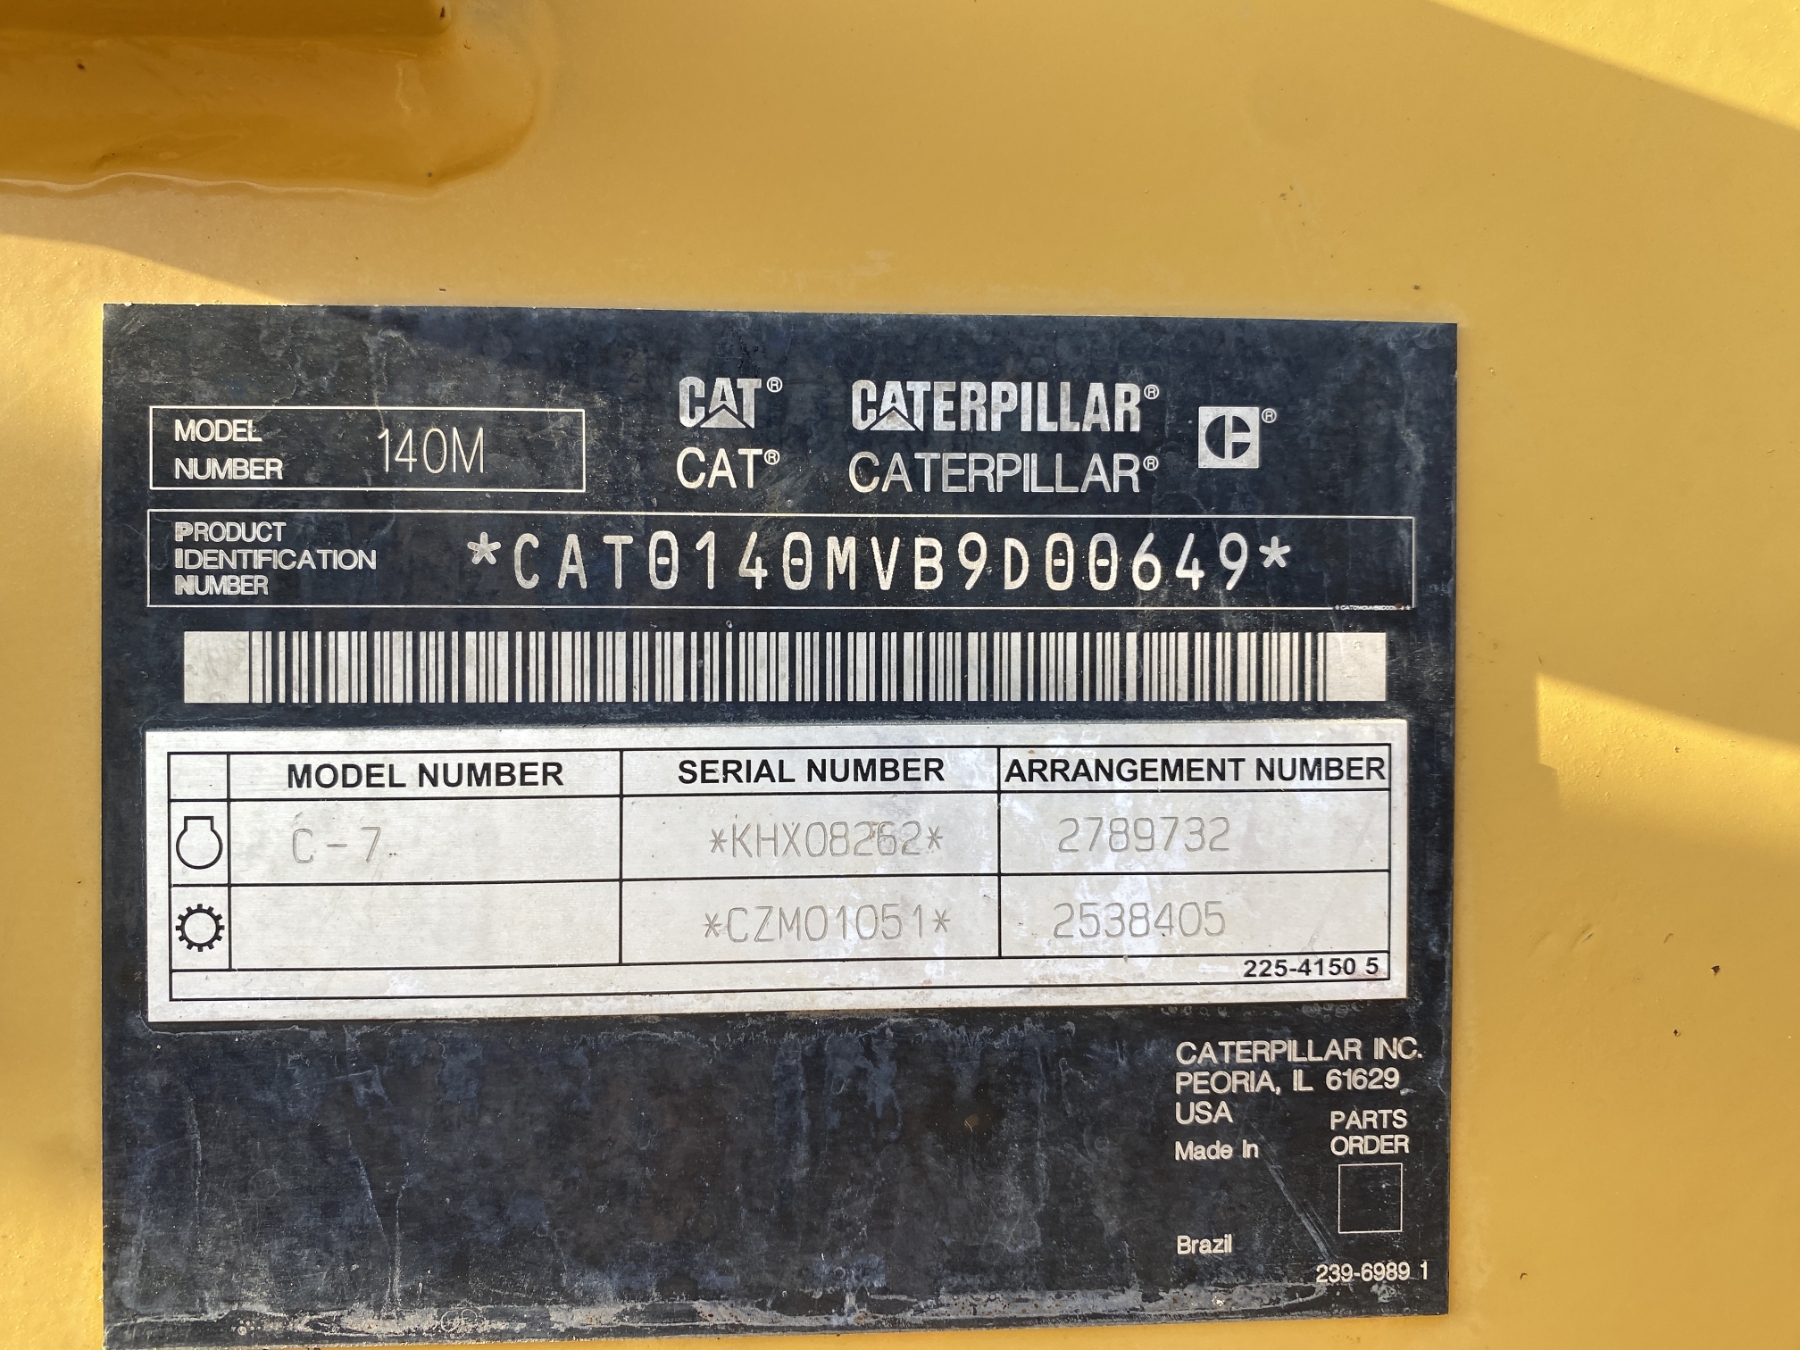 MODEL NUMBER 140M
CAT® CATERPILLAR®
CAT® CATERPILLAR®
PRODUCT IDENTIFICATION NUMBER *CAT0140MVB9D00649*
MODEL NUMBER SERIAL NUMBER ARRANGEMENT NUMBER
C-7 *KHX08262* 2789732
*CZM01051* 2538405
225-4150 5
CATERPILLAR INC.
PEORIA, IL 61629
USA
PARTS
ORDER
Made in
Brazil
239-6989 1